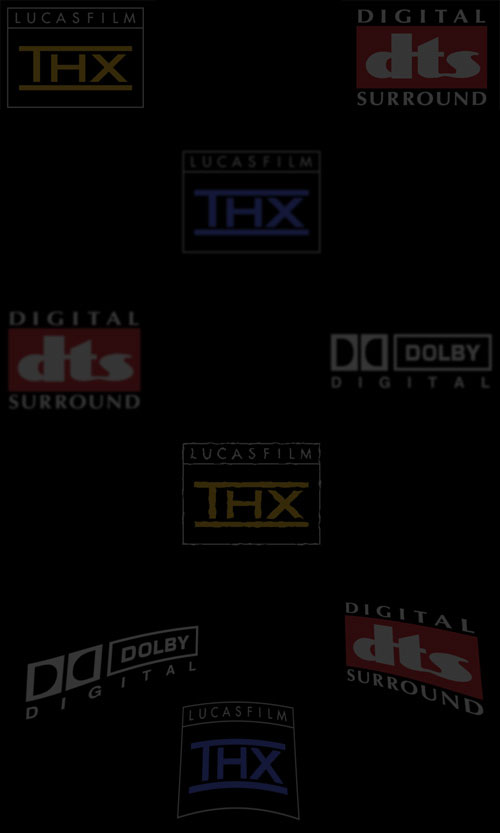 LUCASFILM
THX
DIGITAL
dts
SURROUND
LUCASFILM
THX
DIGITAL
dts
SURROUND
DOLBY
DIGITAL
LUCASFILM
THX
DOLBY
DIGITAL
DIGITAL
dts
SURROUND
LUCASFILM
THX